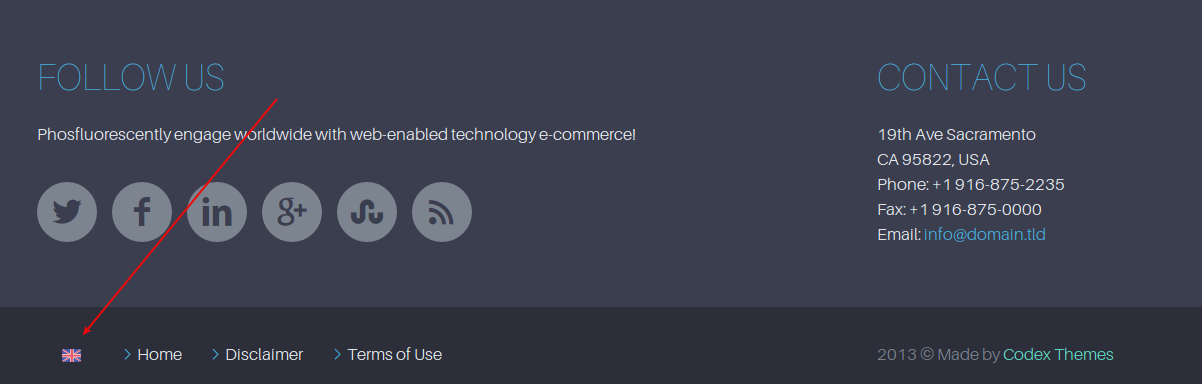 FOLLOW US
Phosfluorescently engage worldwide with web-enabled technology e-commerce!
CONTACT US
19th Ave Sacramento
CA 95822, USA
Phone: +1 916-875-2235
Fax: +1 916-875-0000
Email: info@domain.tld
Home
Disclaimer
Terms of Use
2013 © Made by Codex Themes